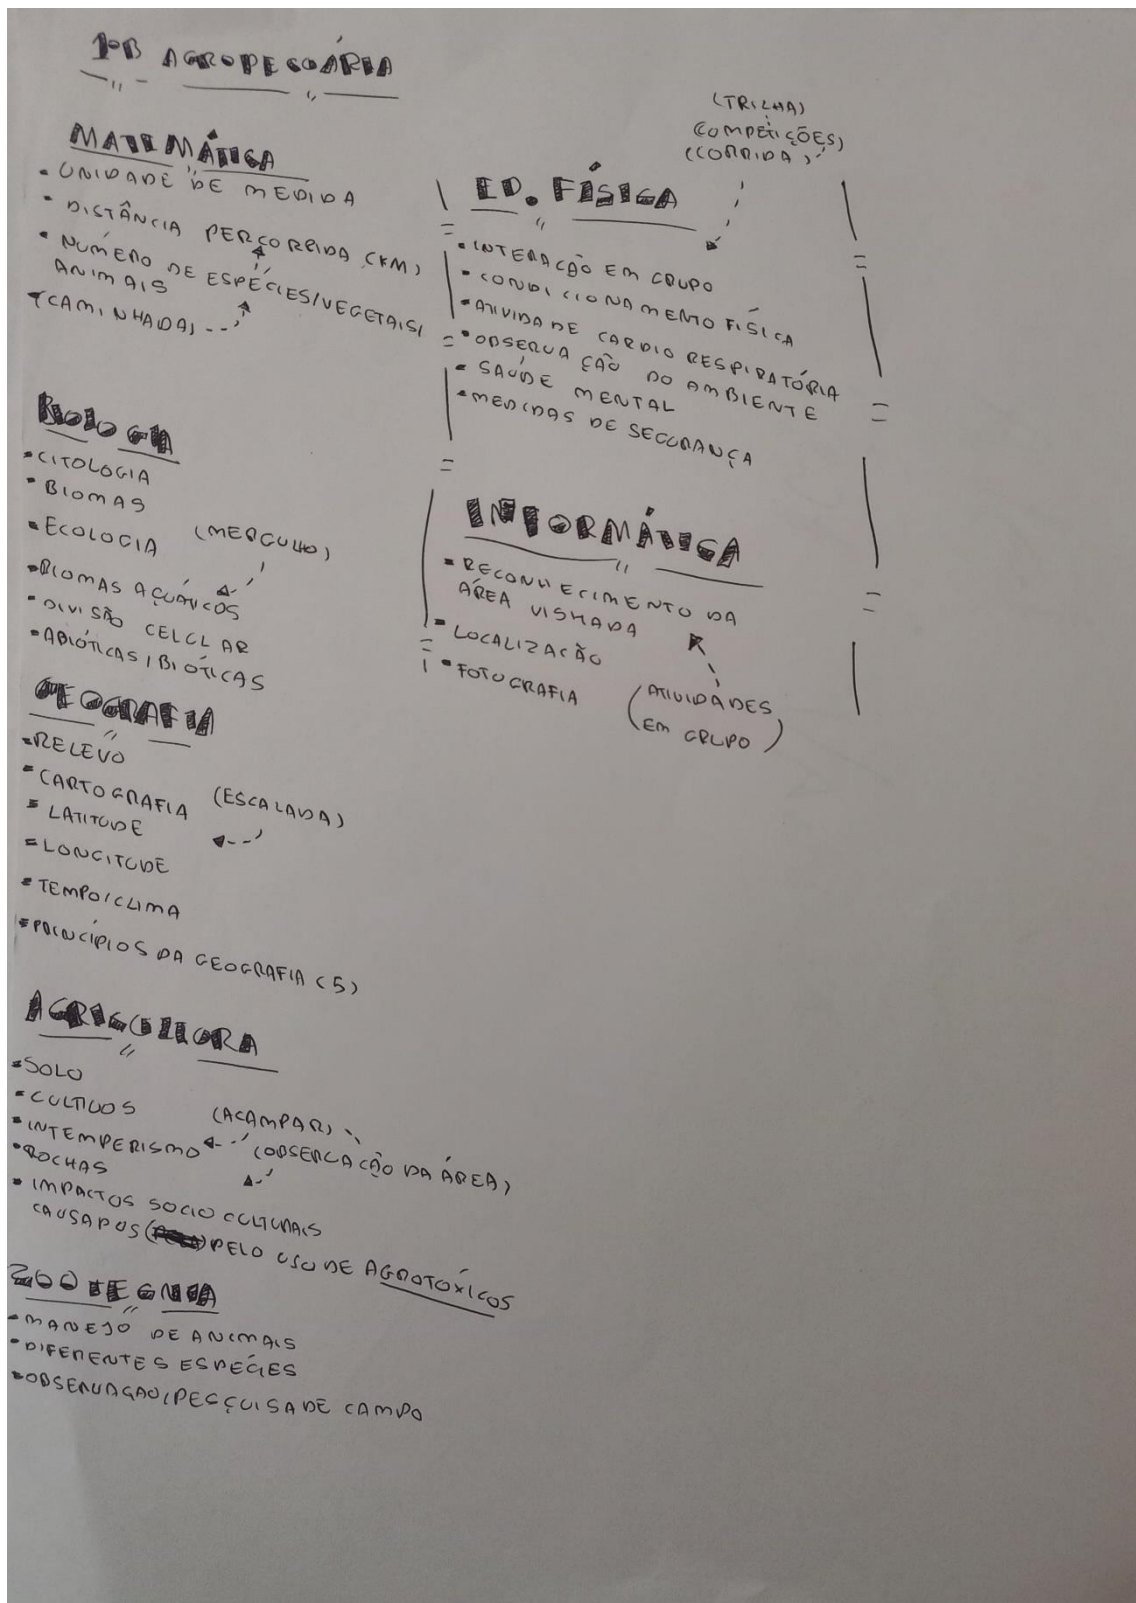 1ºB AGROPECUÁRIA
MATEMÁTICA
• UNIDADE DE MEDIDA
• DISTÂNCIA PERCORRIDA (KM)
• NÚMERO DE ESPÉCIES/VEGETAIS/
ANIMAIS
(CAMINHADA)
BIOLOGIA
• CITOLOGIA
• BIOMAS
• ECOLOGIA (MERGULHO)
• BIOMAS AQUÁTICOS
• DIVISÃO CELULAR
• ABIÓTICAS/BIÓTICAS
GEOGRAFIA
• RELEVO
• CARTOGRAFIA (ESCALADA)
• LATITUDE
• LONGITUDE
• TEMPO/CLIMA
• PRINCÍPIOS DA GEOGRAFIA (5)
AGRICULTURA
• SOLO
• CULTIVOS (ACAMPAR)
• INTEMPERISMO (OBSERVAÇÃO DA ÁREA)
• ROCHAS
• IMPACTOS SOCIO CULTURAIS
CAUSADOS PELO USO DE AGROTÓXICOS
ZOOTECNIA
• MANEJO DE ANIMAIS
• DIFERENTES ESPÉCIES
• OBSERVAÇÃO/PESQUISA DE CAMPO
(TRILHA)
(COMPETIÇÕES)
(CORRIDA)
ED. FÍSICA
• INTERAÇÃO EM GRUPO
• CONDICIONAMENTO FÍSICA
• ATIVIDADE CARDIO RESPIRATÓRIA
• OBSERVAÇÃO DO AMBIENTE
• SAÚDE MENTAL
• MEDIDAS DE SEGURANÇA
INFORMÁTICA
• RECONHECIMENTO DA
ÁREA VISITADA
• LOCALIZAÇÃO
• FOTOGRAFIA
(ATIVIDADES
EM GRUPO)